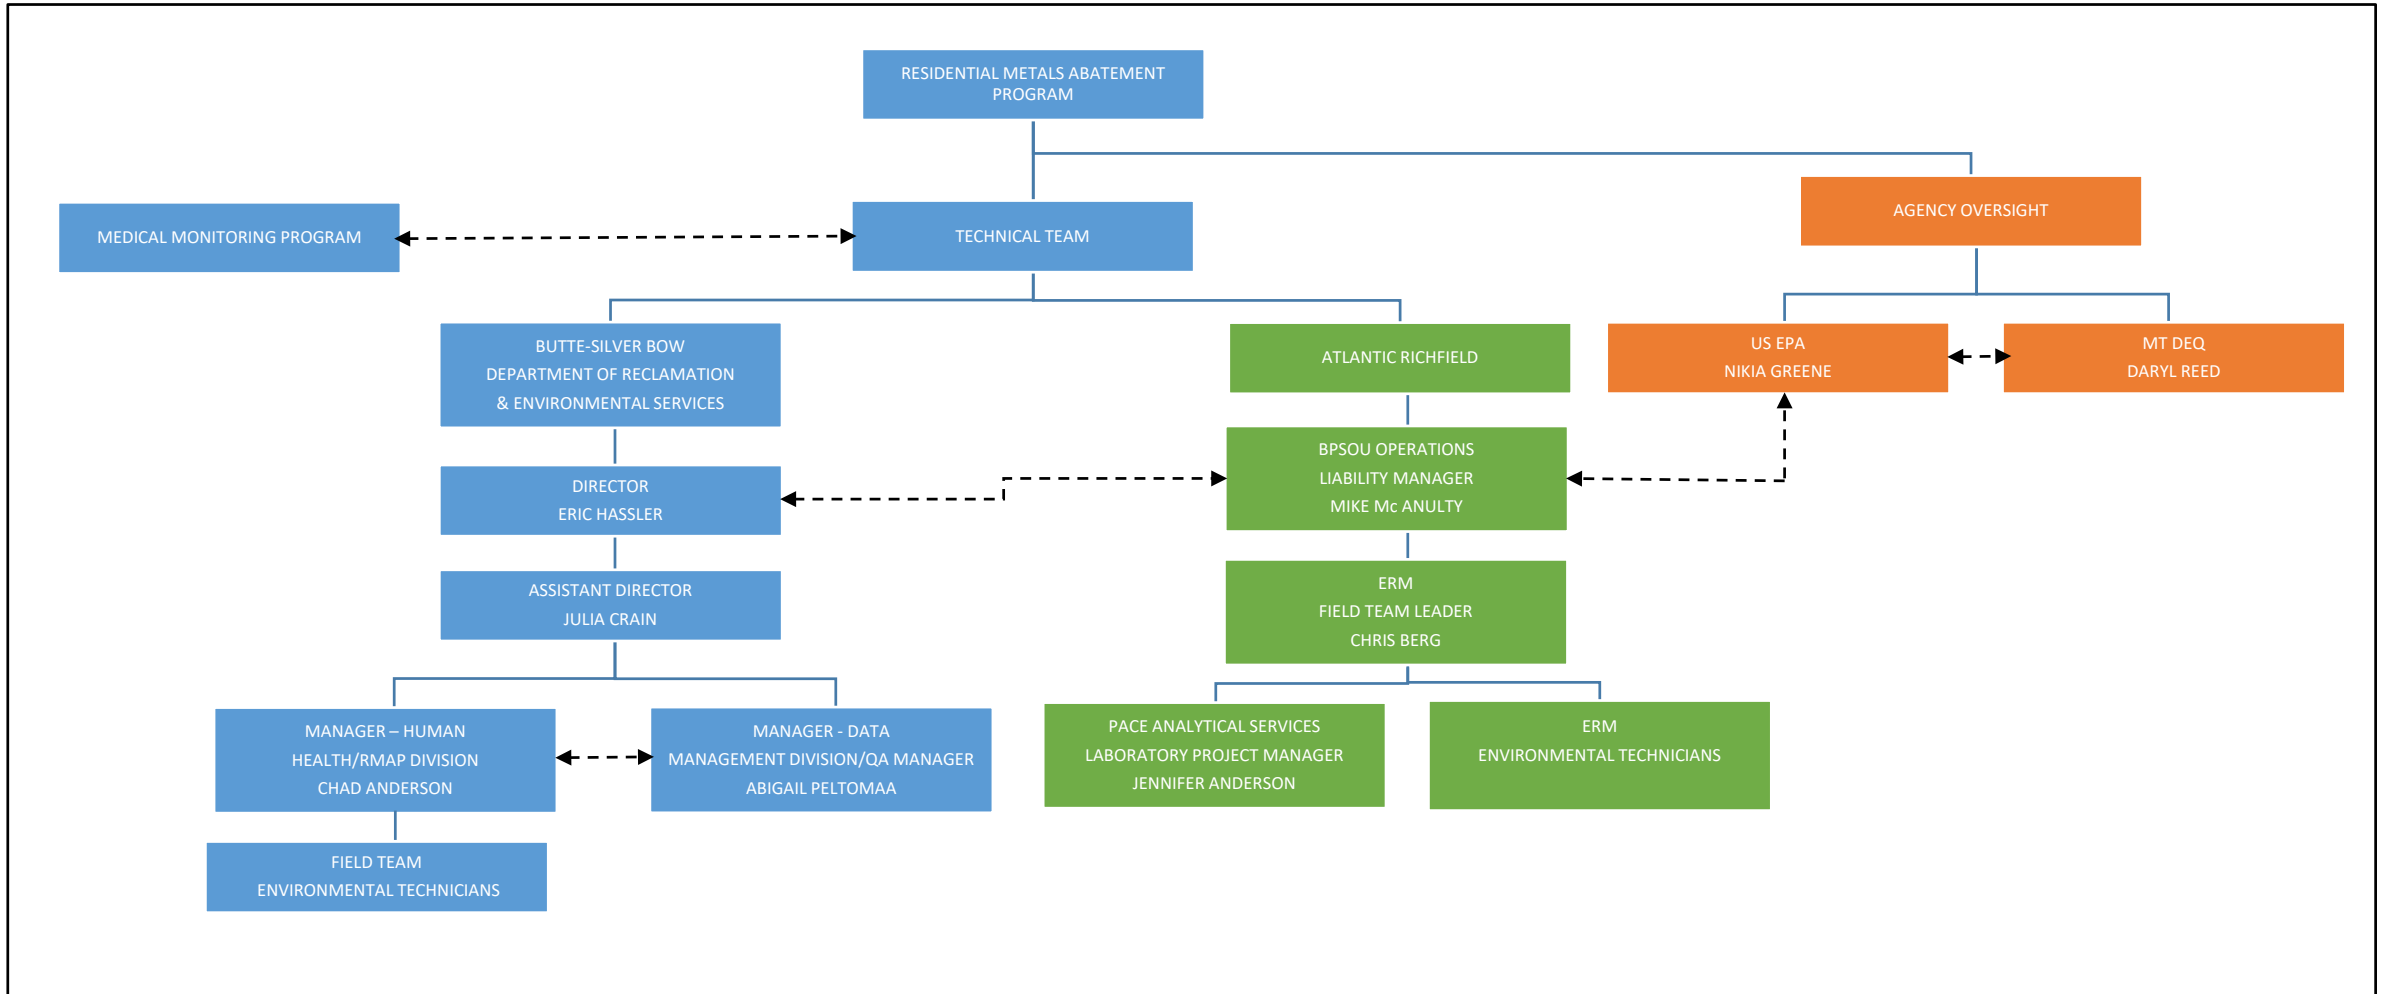 RESIDENTIAL METALS ABATEMENT
PROGRAM
MEDICAL MONITORING PROGRAM
TECHNICAL TEAM
AGENCY OVERSIGHT
BUTTE-SILVER BOW
DEPARTMENT OF RECLAMATION
& ENVIRONMENTAL SERVICES
ATLANTIC RICHFIELD
US EPA
NIKIA GREENE
MT DEQ
DARYL REED
DIRECTOR
ERIC HASSLER
BPSOU OPERATIONS
LIABILITY MANAGER
MIKE Mc ANULTY
ASSISTANT DIRECTOR
JULIA CRAIN
ERM
FIELD TEAM LEADER
CHRIS BERG
MANAGER – HUMAN
HEALTH/RMAP DIVISION
CHAD ANDERSON
MANAGER - DATA
MANAGEMENT DIVISION/QA MANAGER
ABIGAIL PELTOMAA
PACE ANALYTICAL SERVICES
LABORATORY PROJECT MANAGER
JENNIFER ANDERSON
ERM
ENVIRONMENTAL TECHNICIANS
FIELD TEAM
ENVIRONMENTAL TECHNICIANS